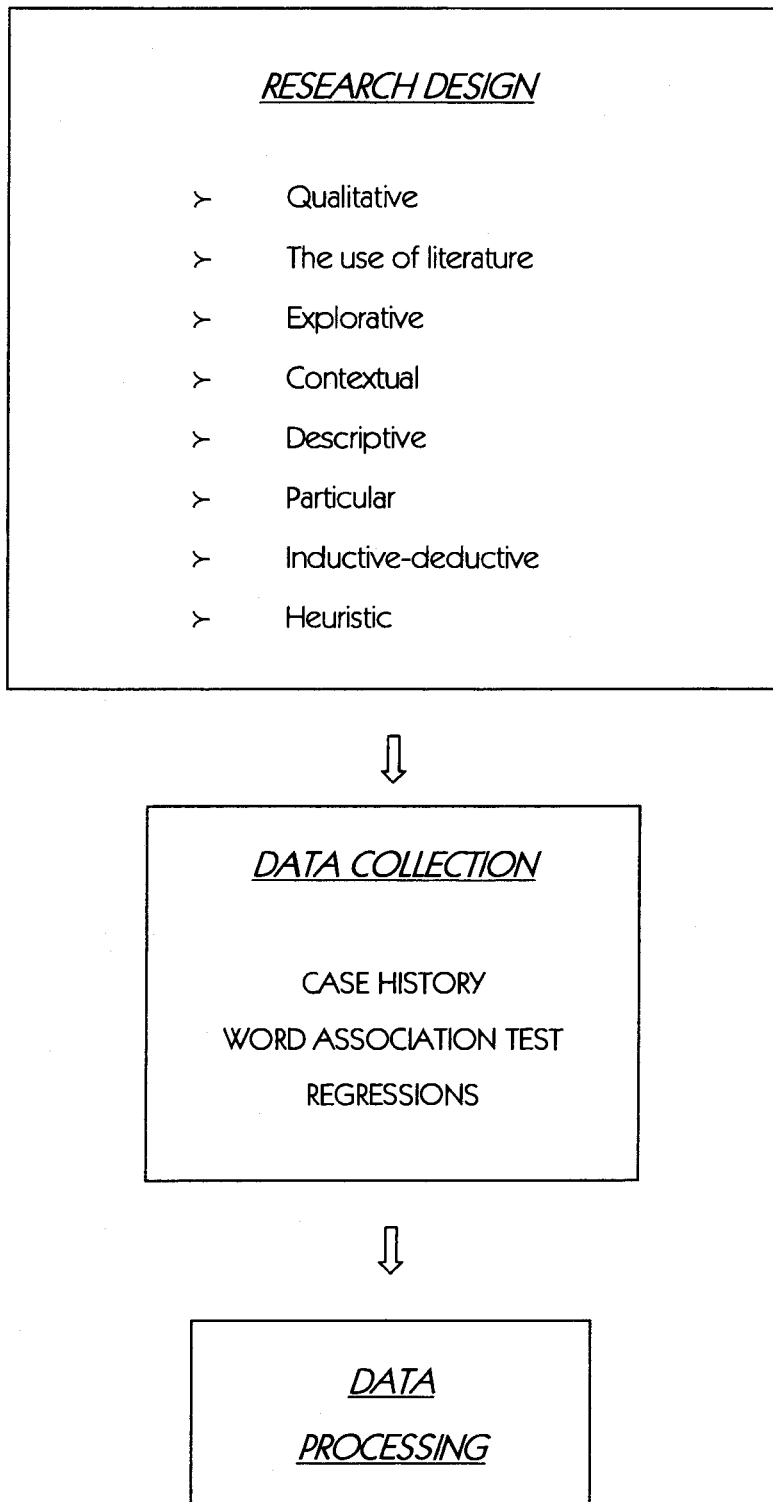 RESEARCH DESIGN
≻ Qualitative
≻ The use of literature
≻ Explorative
≻ Contextual
≻ Descriptive
≻ Particular
≻ Inductive-deductive
≻ Heuristic
DATA COLLECTION
CASE HISTORY
WORD ASSOCIATION TEST
REGRESSIONS
DATA
PROCESSING